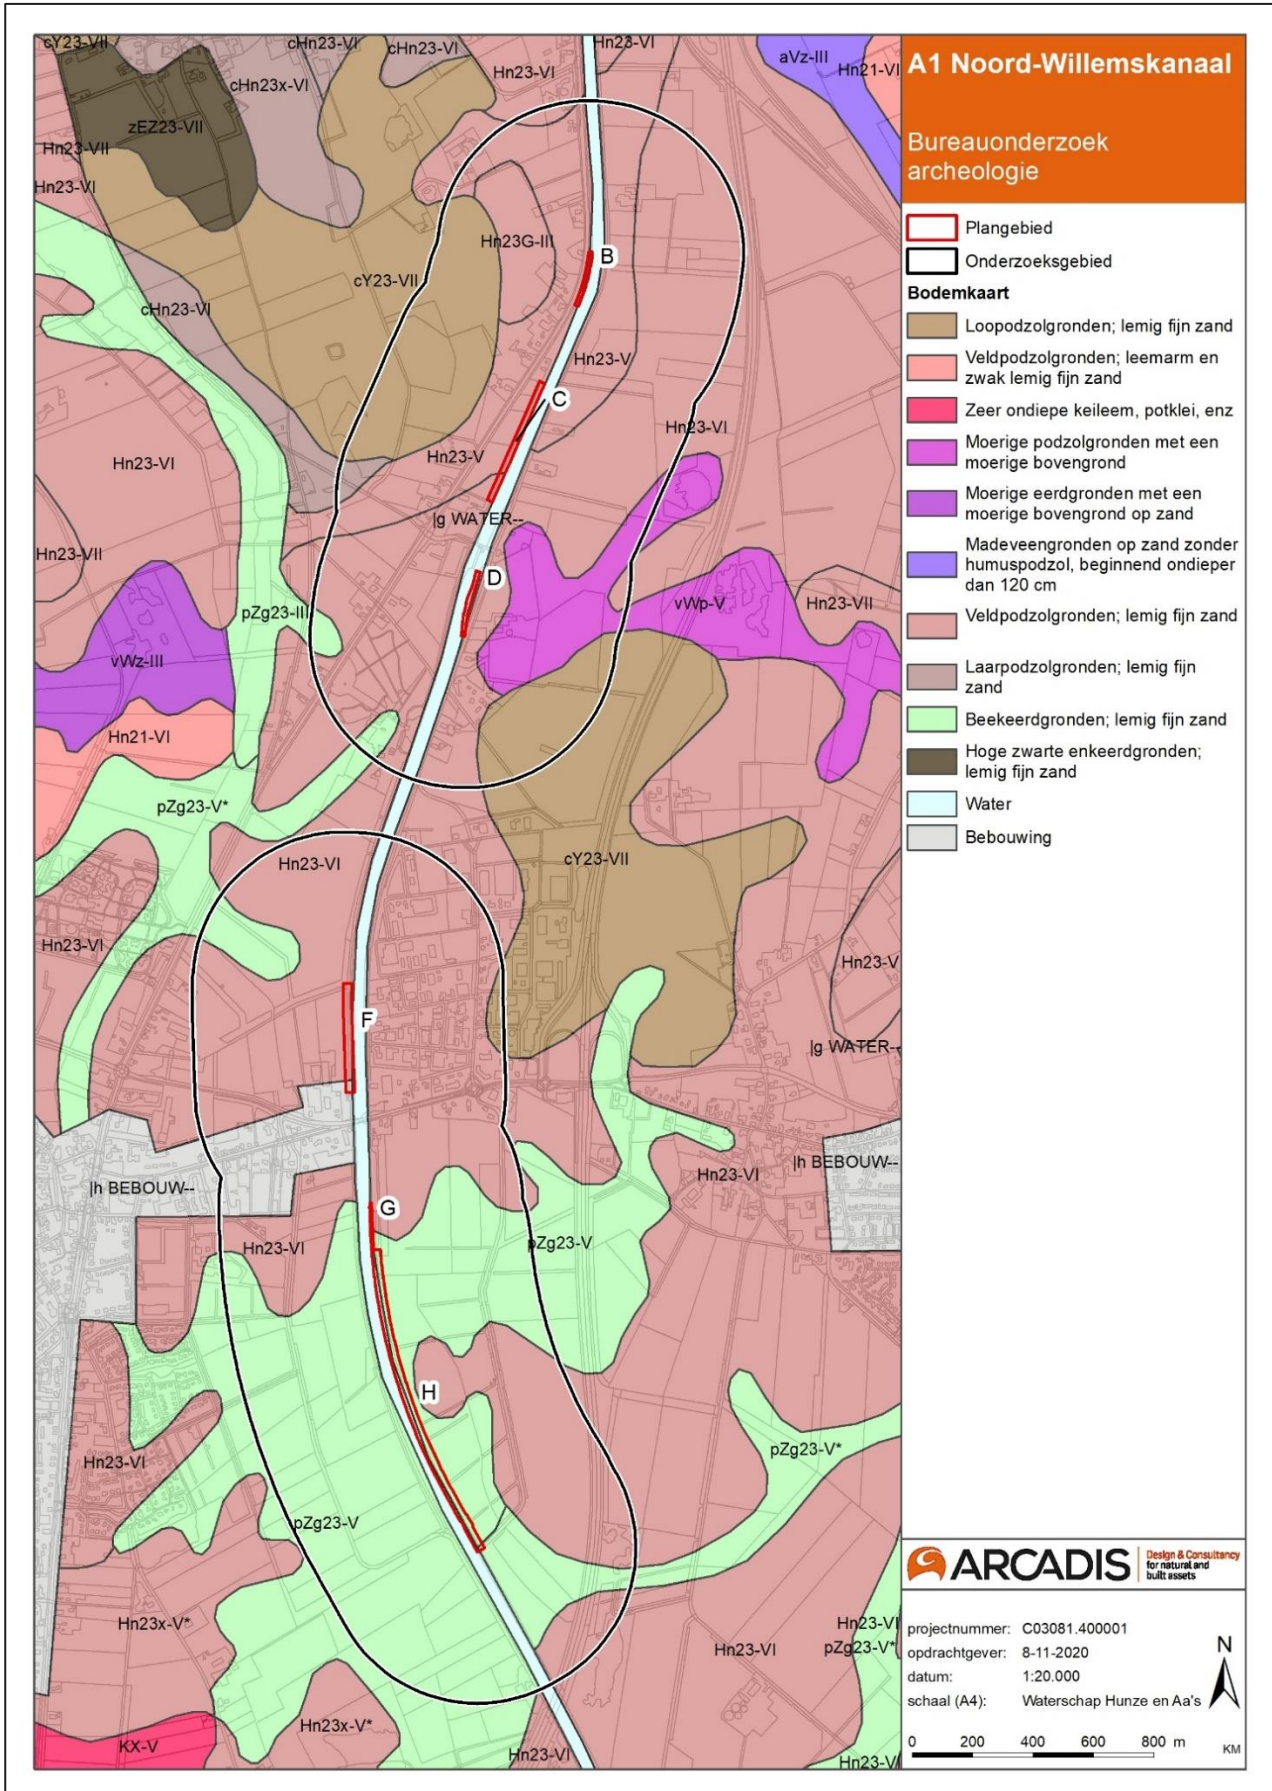 cY23-VII
cHn23-VI
cHn23-VI
Hn23-VI
aVz-III
Hn21-VI
Hn23-VI
cHn23x-VI
zEZ23-VII
Hn23-VII
Hn23-VI
Hn23G-III
B
cY23-VII
cHn23-VI
Hn23-V
C
Hn23-VI
Hn23-V
Hn23-VI
|g WATER--
Hn23-VII
D
vWp-V
Hn23-VII
pZg23-III
vWz-III
Hn21-VI
pZg23-V*
Hn23-VI
cY23-VII
Hn23-VI
Hn23-V
F
|g WATER--
Hn23-VI
|h BEBOUW--
|h BEBOUW--
G
pZg23-V
Hn23-VI
H
pZg23-V*
Hn23-VI
pZg23-V
Hn23x-V*
Hn23-VI
Hn23-VI
pZg23-V*
Hn23x-V*
KX-V
Hn23-VI
Hn23-VI
A1 Noord-Willemskanaal
Bureauonderzoek
archeologie
Plangebied
Onderzoeksgebied
Bodemkaart
Loopodzolgronden; lemig fijn zand
Veldpodzolgronden; leemarm en
zwak lemig fijn zand
Zeer ondiepe keileem, potklei, enz
Moerige podzolgronden met een
moerige bovengrond
Moerige eerdgronden met een
moerige bovengrond op zand
Madeveengronden op zand zonder
humuspodzol, beginnend ondieper
dan 120 cm
Veldpodzolgronden; lemig fijn zand
Laarpodzolgronden; lemig fijn
zand
Beekeerdgronden; lemig fijn zand
Hoge zwarte enkeerdgronden;
lemig fijn zand
Water
Bebouwing
ARCADIS
Design & Consultancy
for natural and
built assets
projectnummer: C03081.400001
opdrachtgever: 8-11-2020
datum: 1:20.000
schaal (A4): Waterschap Hunze en Aa's
N
0 200 400 600 800 m
KM